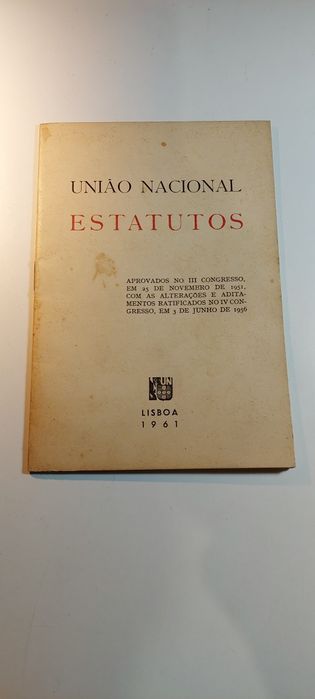 UNIÃO NACIONAL
ESTATUTOS
APROVADOS NO III CONGRESSO,
EM 25 DE NOVEMBRO DE 1951,
COM AS ALTERAÇÕES E ADITA-
MENTOS RATIFICADOS NO IV CON-
GRESSO, EM 3 DE JUNHO DE 1956
UN
LISBOA
1961